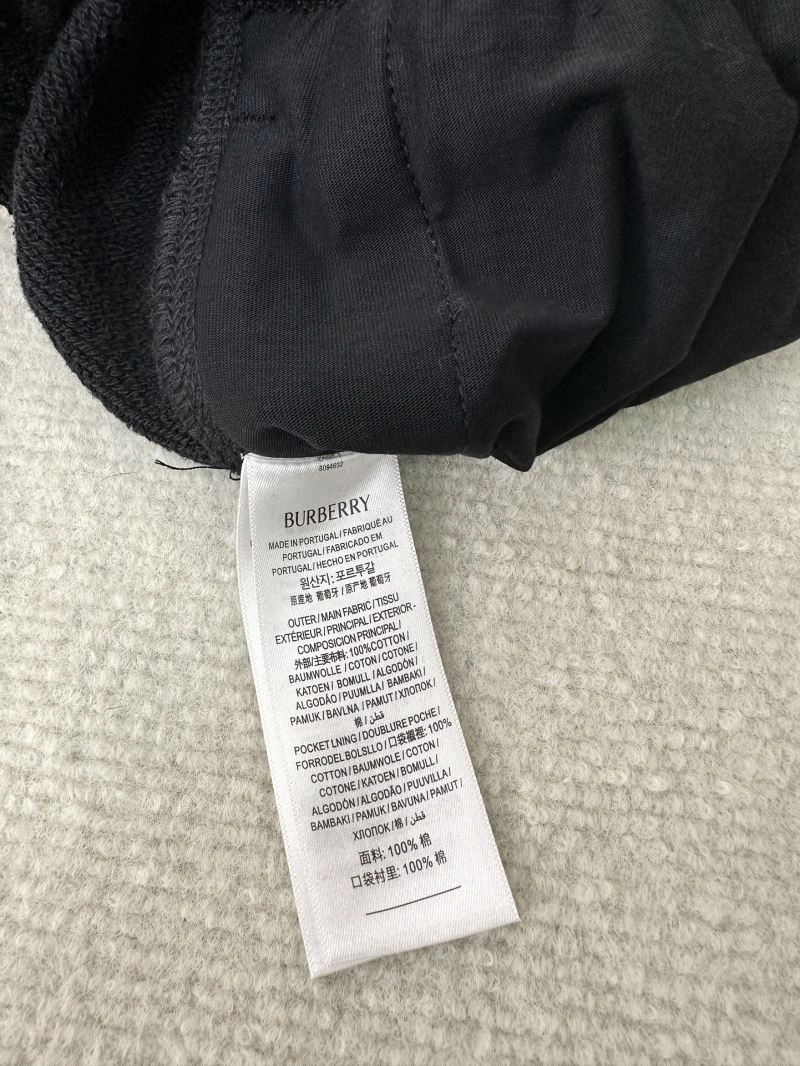 8094632
BURBERRY
MADE IN PORTUGAL / FABRIQUÉ AU
PORTUGAL / FABRICADO EM
PORTUGAL / HECHO EN PORTUGAL
원산지: 포르투갈
原産地 葡萄牙 / 原产地 葡萄牙
OUTER / MAIN FABRIC / TISSU
EXTÉRIEUR / PRINCIPAL / EXTERIOR-
COMPOSICION PRINCIPAL /
外部/主要布料: 100%COTTON /
BAUMWOLLE / COTON / COTONE /
KATOEN / BOMULL / ALGODÓN /
ALGODÃO / PUUMLLA / BAMBAKI /
PAMUK / BAVLNA / PAMUT / ХЛОПОК /
棉 / قطن
POCKET LNING / DOUBLURE POCHE /
FORRO DEL BOLSLLO / 口袋襯裡: 100%
COTTON / BAUMWOLE / COTON /
COTONE / KATOEN / BOMULL /
ALGODÓN / ALGODÃO / PUUVILLA /
BAMBAKI / PAMUK / BAVUNA / PAMUT /
ХЛОПОК / 棉 / قطن
面料: 100% 棉
口袋衬里: 100% 棉